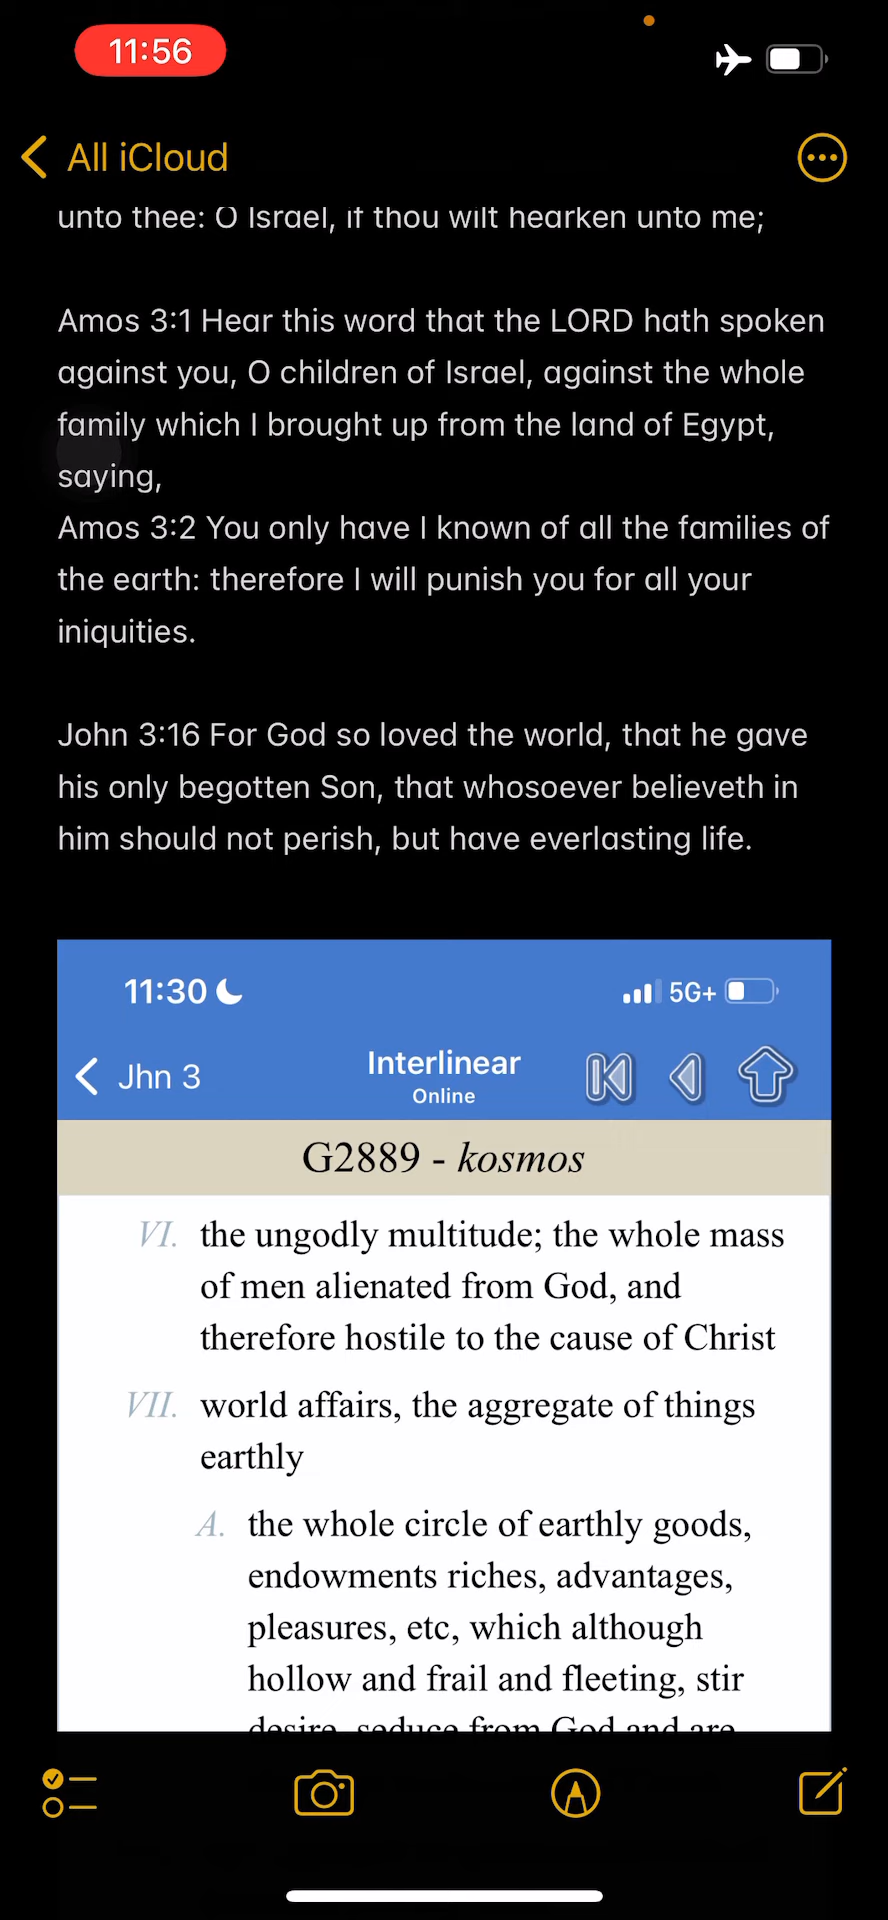 11:56
All iCloud
unto thee: O Israel, if thou wilt hearken unto me;
Amos 3:1 Hear this word that the LORD hath spoken
against you, O children of Israel, against the whole
family which I brought up from the land of Egypt,
saying,
Amos 3:2 You only have I known of all the families of
the earth: therefore I will punish you for all your
iniquities.
John 3:16 For God so loved the world, that he gave
his only begotten Son, that whosoever believeth in
him should not perish, but have everlasting life.
11:30 5G+
Jhn 3 Interlinear
Online
G2889 - kosmos
VI. the ungodly multitude; the whole mass
of men alienated from God, and
therefore hostile to the cause of Christ
VII. world affairs, the aggregate of things
earthly
A. the whole circle of earthly goods,
endowments riches, advantages,
pleasures, etc, which although
hollow and frail and fleeting, stir
desire, seduce from God and are